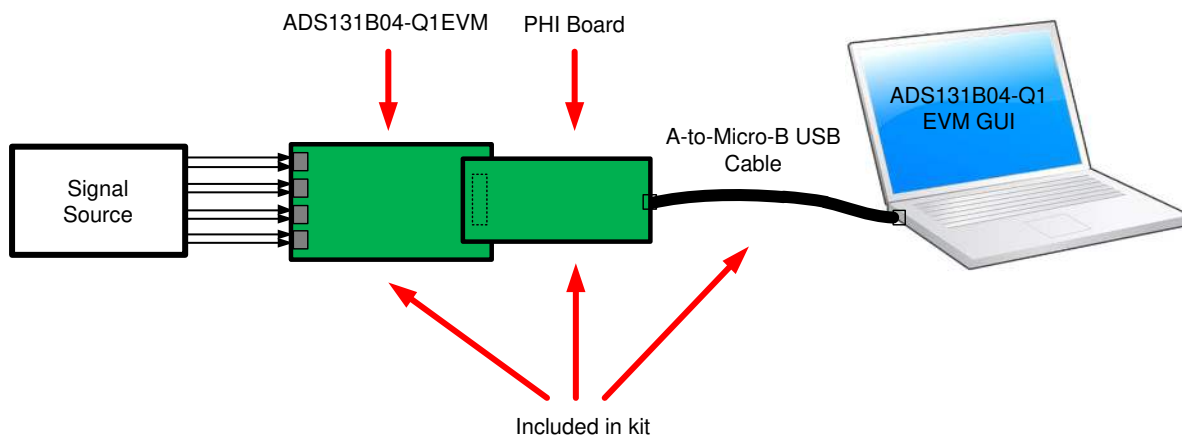 ADS131B04-Q1EVM
PHI Board
ADS131B04-Q1
EVM GUI
A-to-Micro-B USB
Cable
Signal
Source
Included in kit